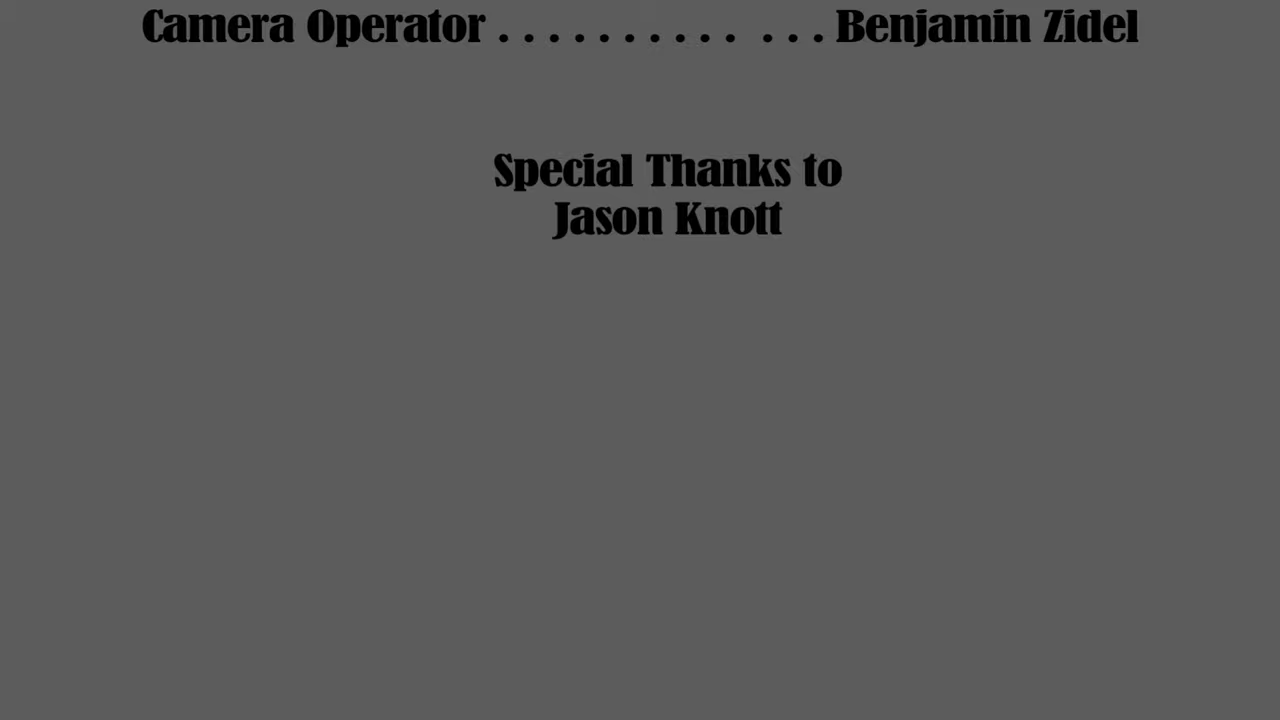 Camera Operator . . . . . . . . . . . . . Benjamin Zidel
Special Thanks to
Jason Knott